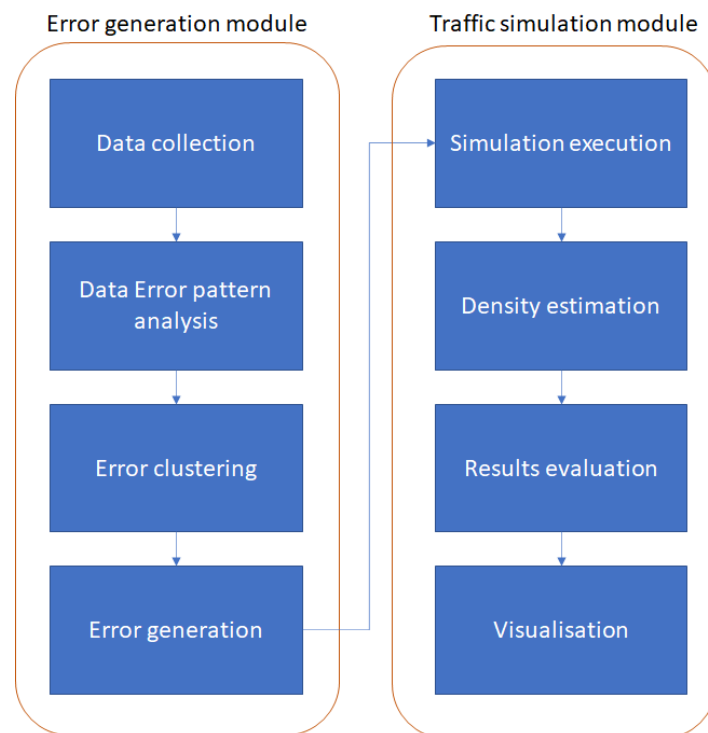 Error generation module
Data collection
Data Error pattern
analysis
Error clustering
Error generation
Traffic simulation module
Simulation execution
Density estimation
Results evaluation
Visualisation